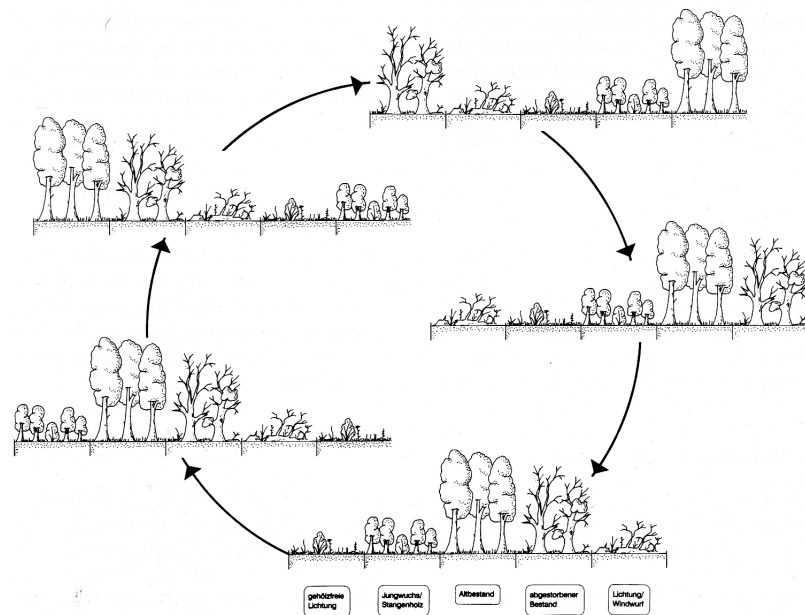 gehölzfreie
Lichtung
Jungwuchs/
Stangenholz
Altbestand
abgestorbener
Bestand
Lichtung/
Windwurf